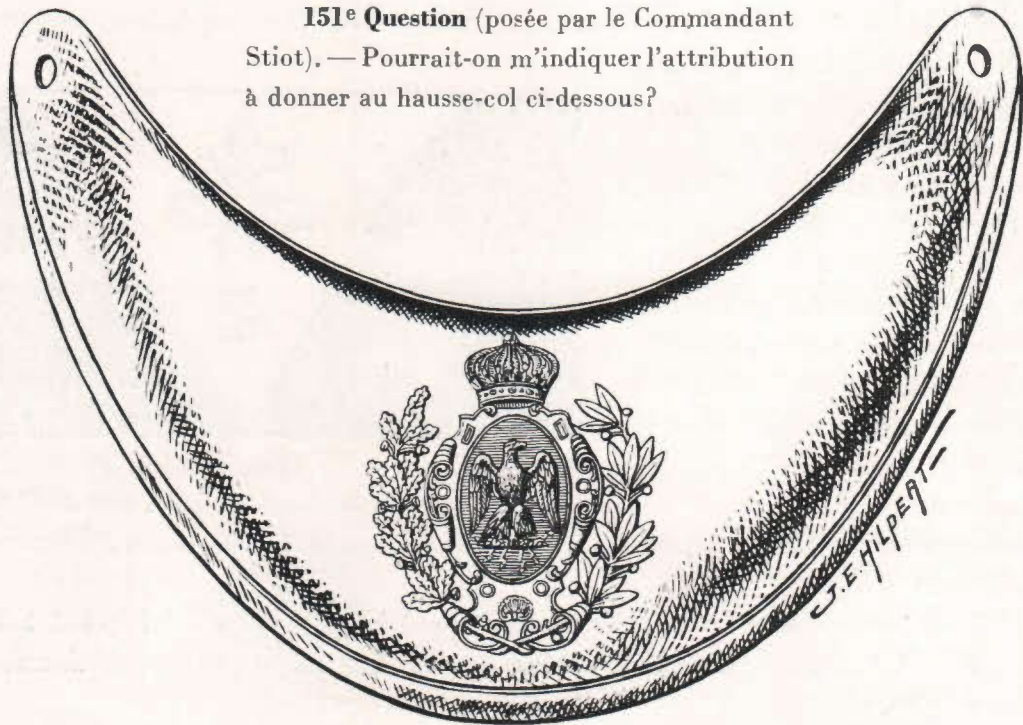 151e Question (posée par le Commandant
Stiot). — Pourrait-on m'indiquer l'attribution
à donner au hausse-col ci-dessous?
J.E HILPERT